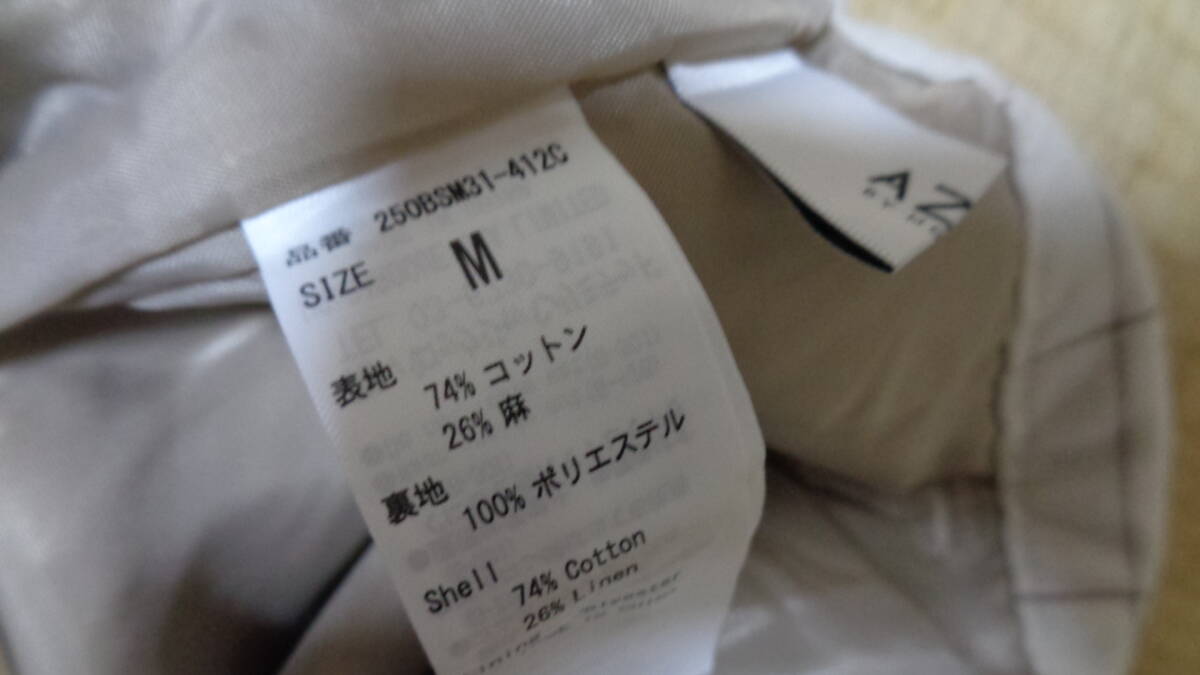 品番 250BSM31-412C
SIZE M
表地 74% コットン
26% 麻
裏地 100% ポリエステル
Shell 74% Cotton
26% Linen
AZ